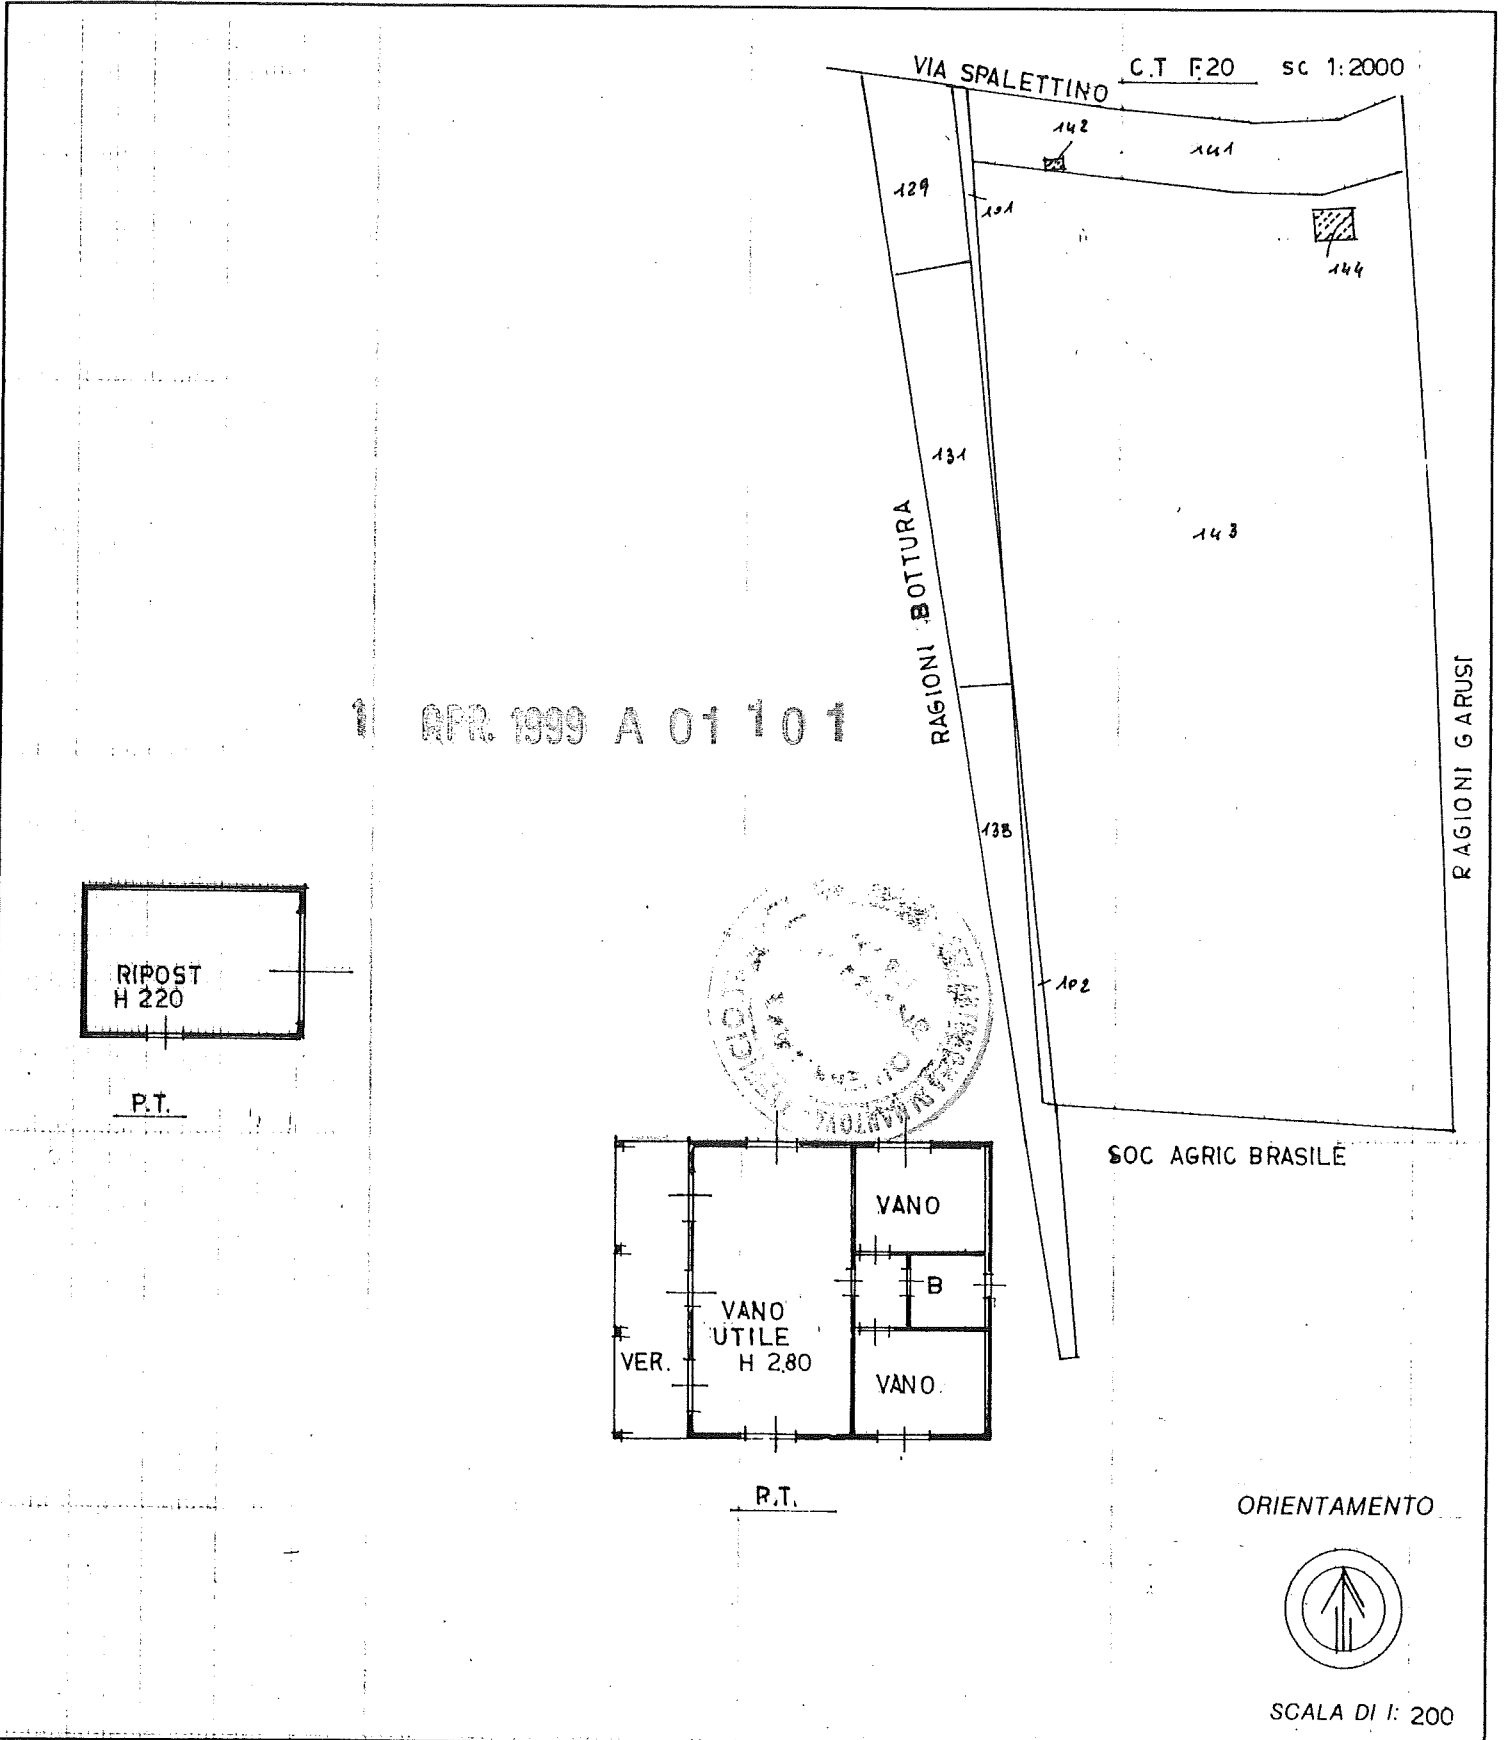 C.T F.20 sc 1:2000
VIA SPALETTINO
142
141
129
191
144
131
143
RAGIONI BOTTURA
RAGIONI GARUSI
1 APR. 1999 A 01 101
133
102
RIPOST
H 220
P.T.
SOC AGRIC BRASILE
VANO
B
VANO
UTILE
H 2.80
VER.
VANO
P.T.
ORIENTAMENTO
SCALA DI 1: 200